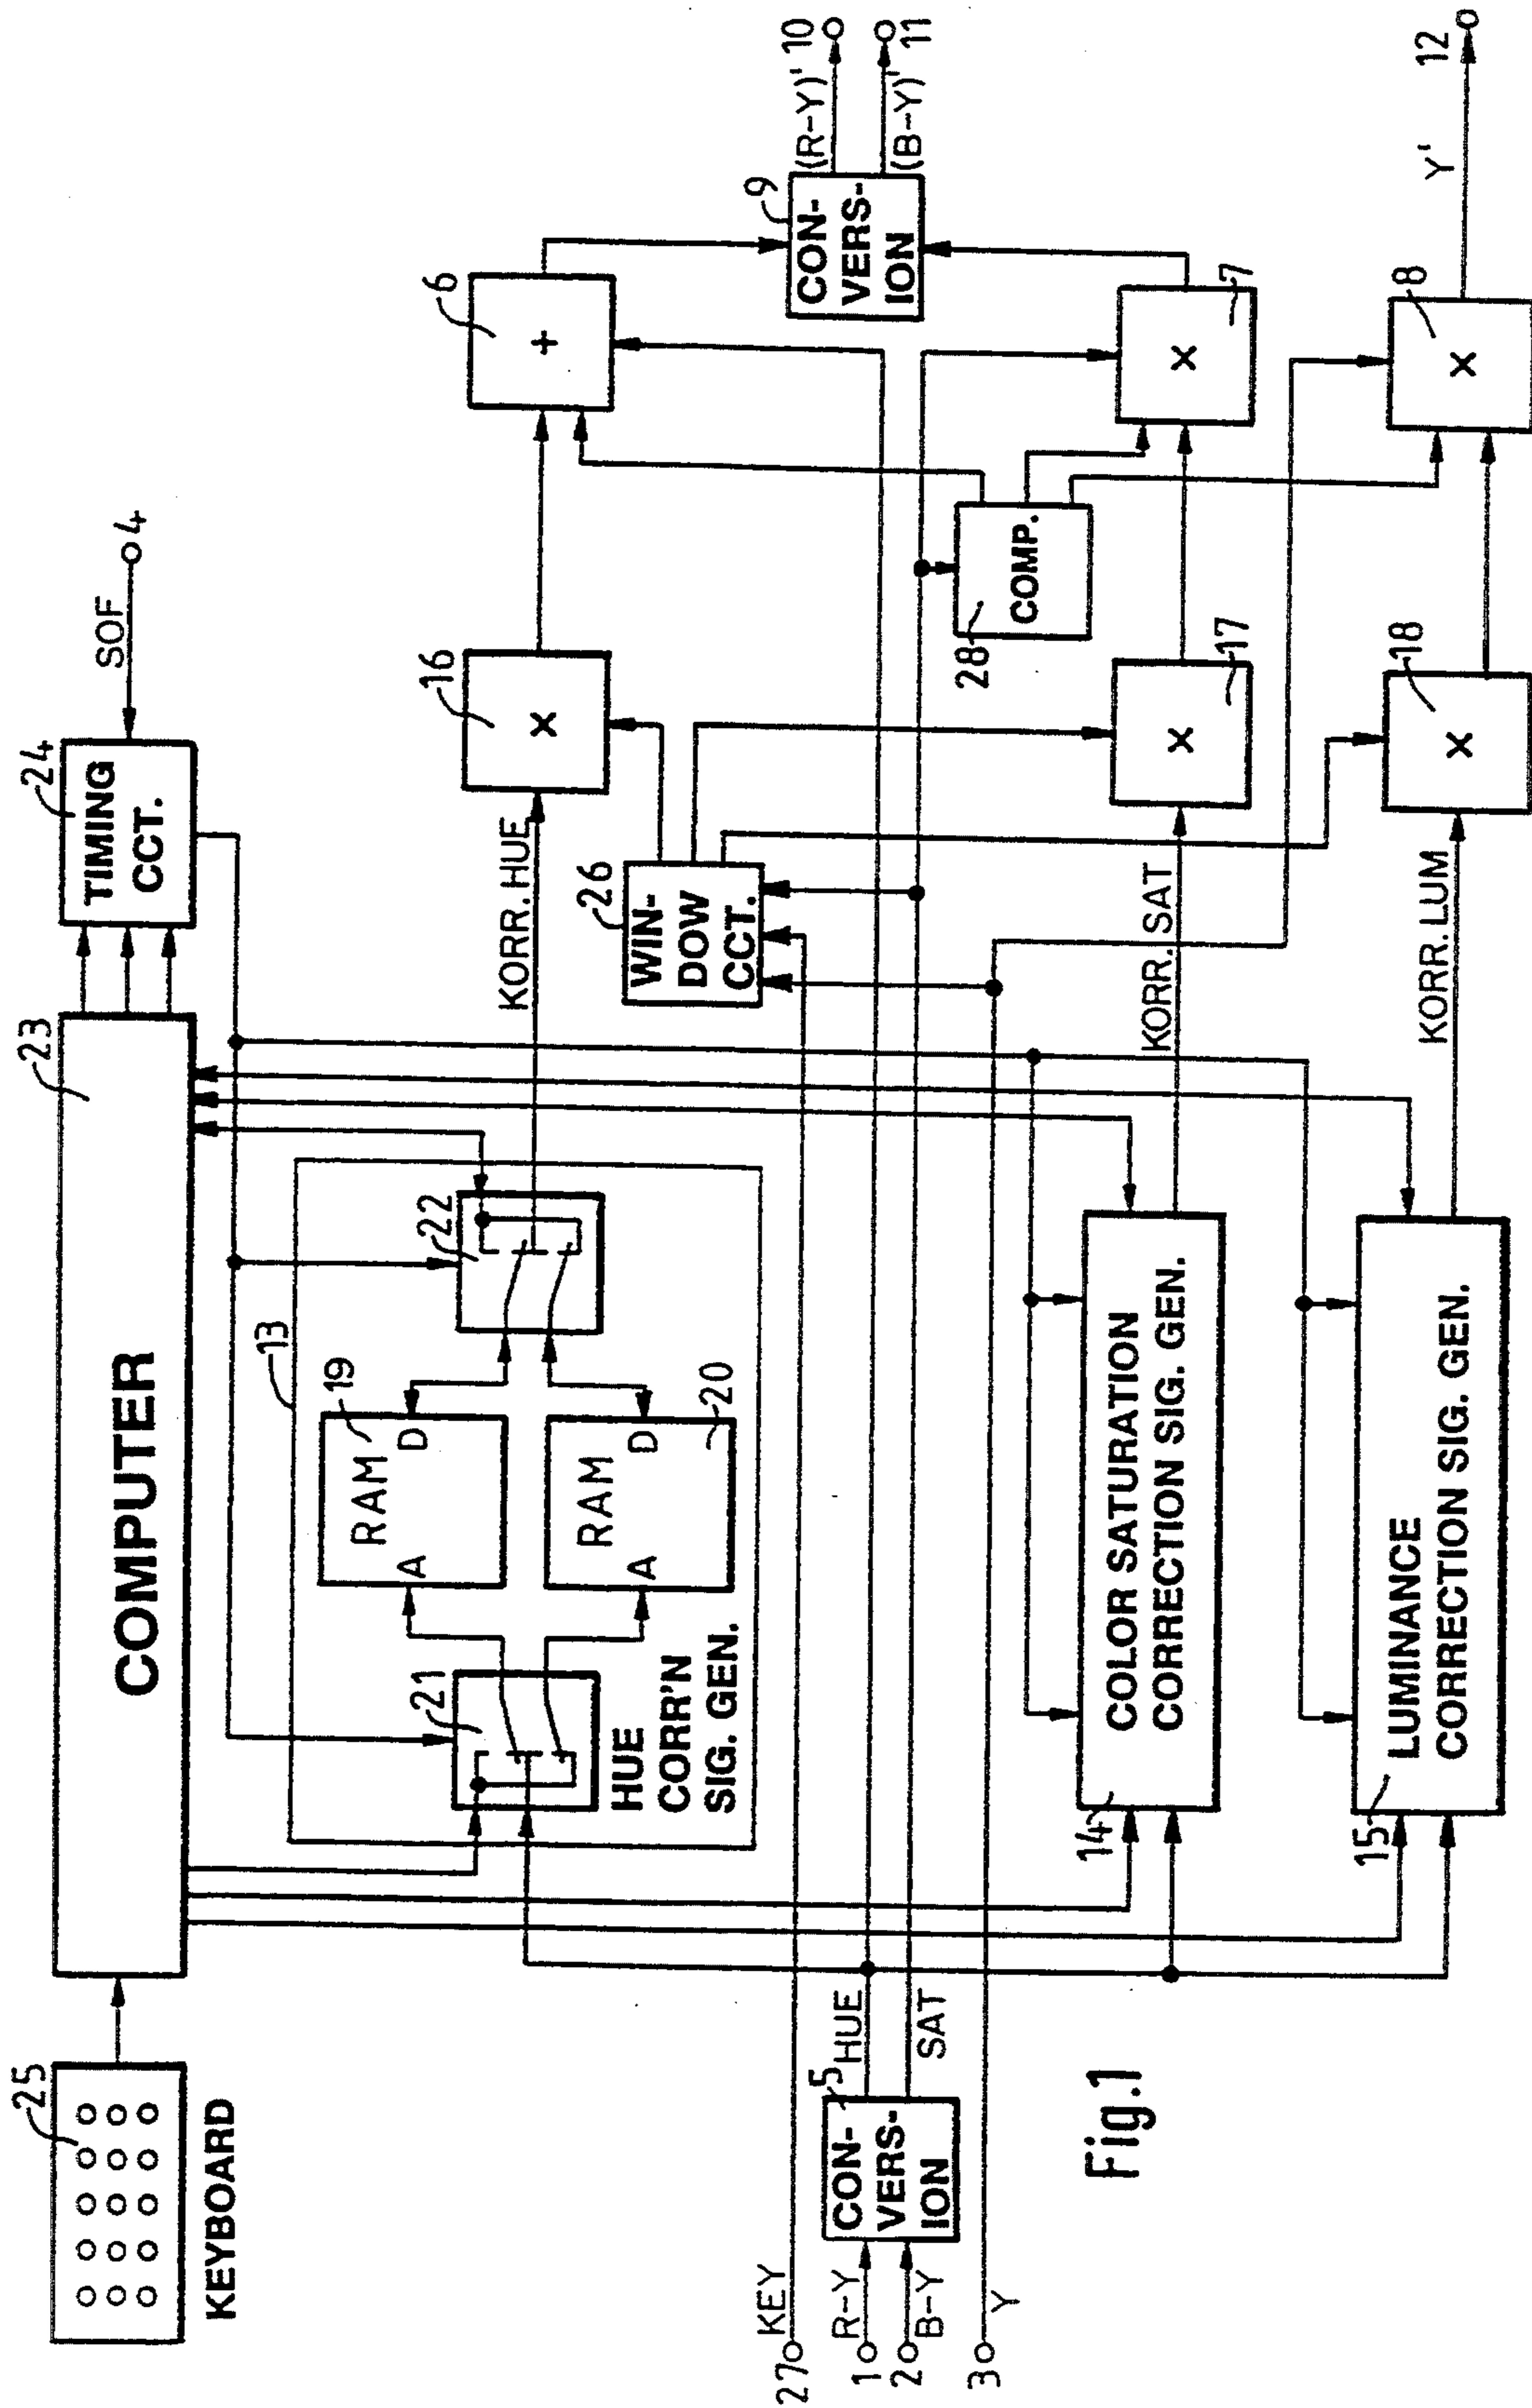 25
KEYBOARD
23
COMPUTER
24
TIMING
CCT.
SOF
4
13
21
HUE
CORR'N
SIG. GEN.
RAM
19
A
D
RAM
20
A
D
22
KORR.HUE
16
x
6
+
26
WIN-
DOW
CCT.
9
CON-
VERS-
ION
(R-Y)'
10
(B-Y)'
11
27
KEY
1
R-Y
2
B-Y
3
Y
5
CON-
VERS-
ION
HUE
SAT
28
COMP.
14
COLOR SATURATION
CORRECTION SIG. GEN.
KORR. SAT
17
x
7
x
15
LUMINANCE
CORRECTION SIG. GEN.
KORR.LUM
18
x
8
x
Y'
12
Fig.1